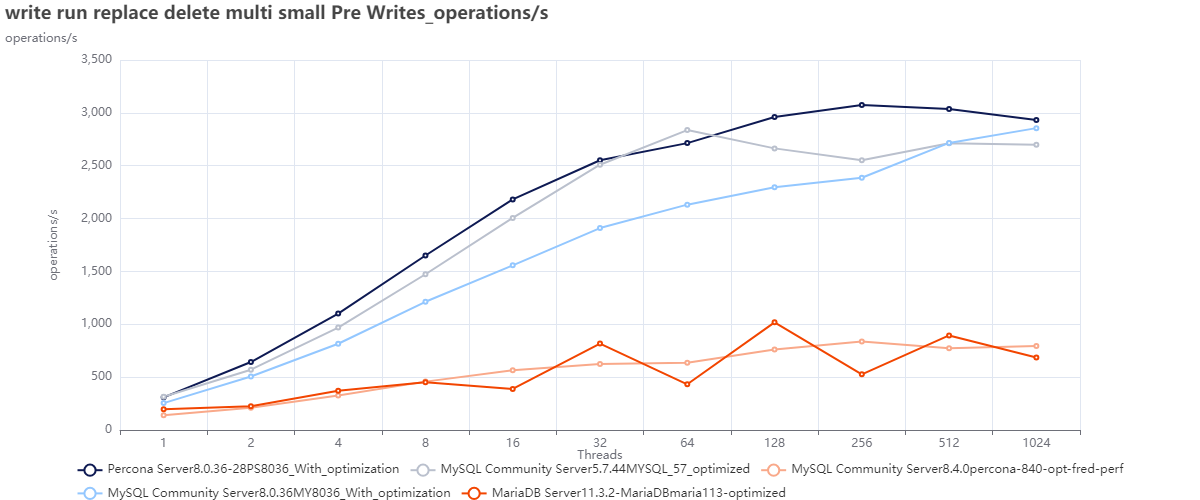 write run replace delete multi small Pre Writes_operations/s
operations/s
3,500
3,000
2,500
2,000
1,500
1,000
500
0
operations/s
1 2 4 8 16 32 64 128 256 512 1024
Threads
Percona Server8.0.36-28PS8036_With_optimization MySQL Community Server5.7.44MYSQL_57_optimized MySQL Community Server8.4.0percona-840-opt-fred-perf
MySQL Community Server8.0.36MY8036_With_optimization MariaDB Server11.3.2-MariaDBmaria113-optimized